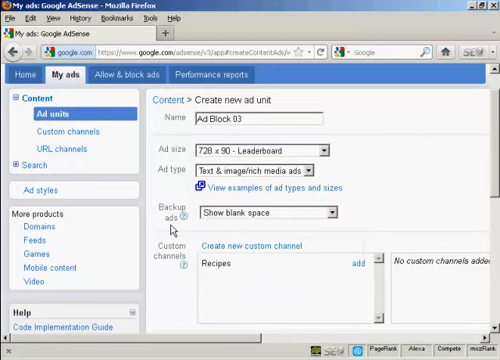 My ads: Google AdSense - Mozilla Firefox
File Edit View History Bookmarks Tools Help
My ads: Google AdSense
google.com https://www.google.com/adsense/v3/app#createContentAds/
Google
Home My ads Allow & block ads Performance reports
Content
Ad units
Custom channels
URL channels
Search
Ad styles
More products
Domains
Feeds
Games
Mobile content
Video
Help
Code Implementation Guide
Content > Create new ad unit
Name Ad Block 03
Ad size 728 x 90 - Leaderboard
Ad type Text & image/rich media ads
View examples of ad types and sizes
Backup ads ? Show blank space
Custom channels ? Create new custom channel
Recipes add
No custom channels added
PageRank Alexa Compete mozRank